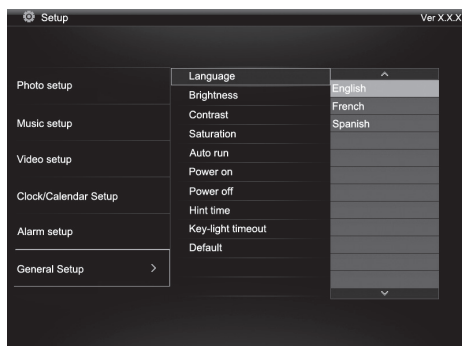 Setup
Ver X.X.X
Photo setup
Music setup
Video setup
Clock/Calendar Setup
Alarm setup
General Setup >
Language
Brightness
Contrast
Saturation
Auto run
Power on
Power off
Hint time
Key-light timeout
Default
English
French
Spanish